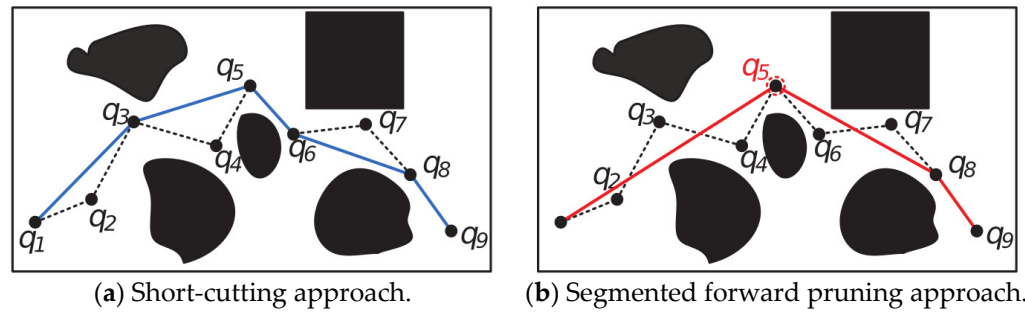 q5
q7
q3
q4
q6
q8
q2
q1
q9
(a) Short-cutting approach.
q5
q7
q3
q4
q6
q2
q8
q9
(b) Segmented forward pruning approach.